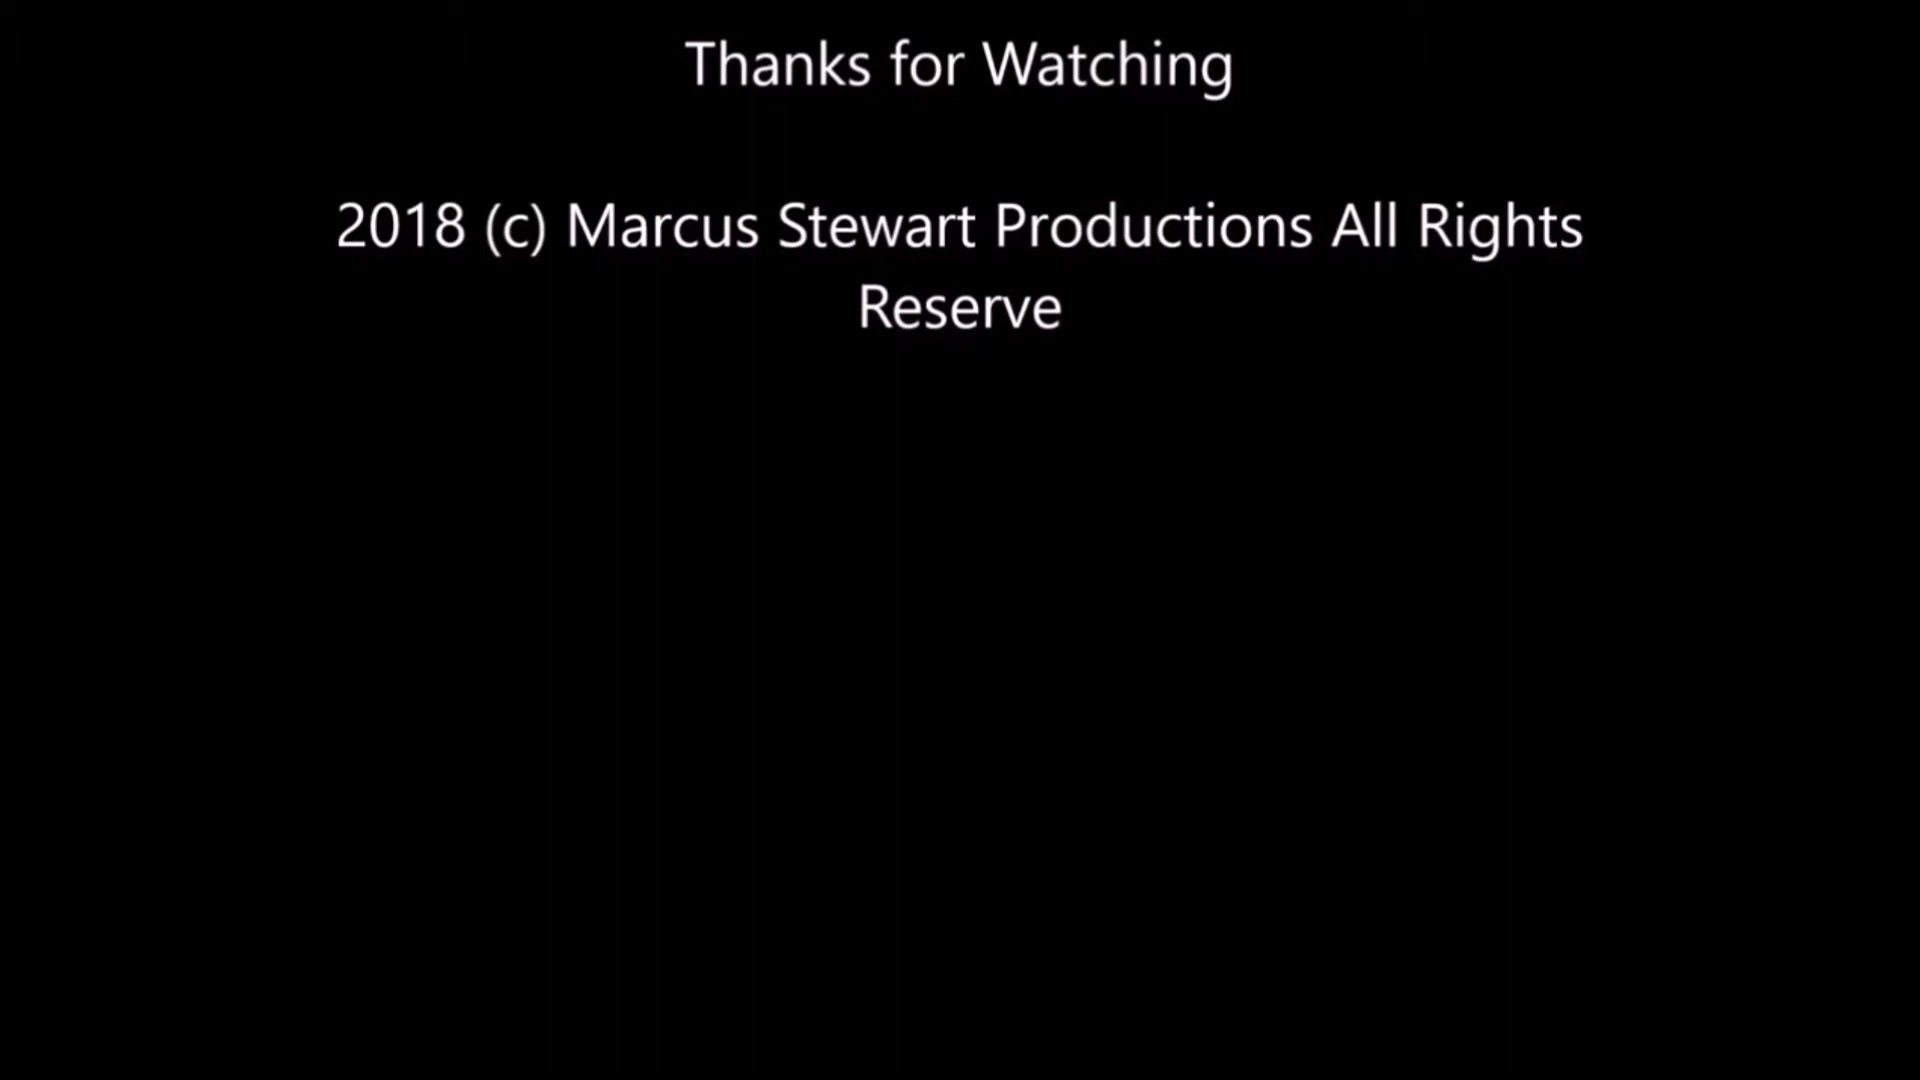 Thanks for Watching
2018 (c) Marcus Stewart Productions All Rights
Reserve